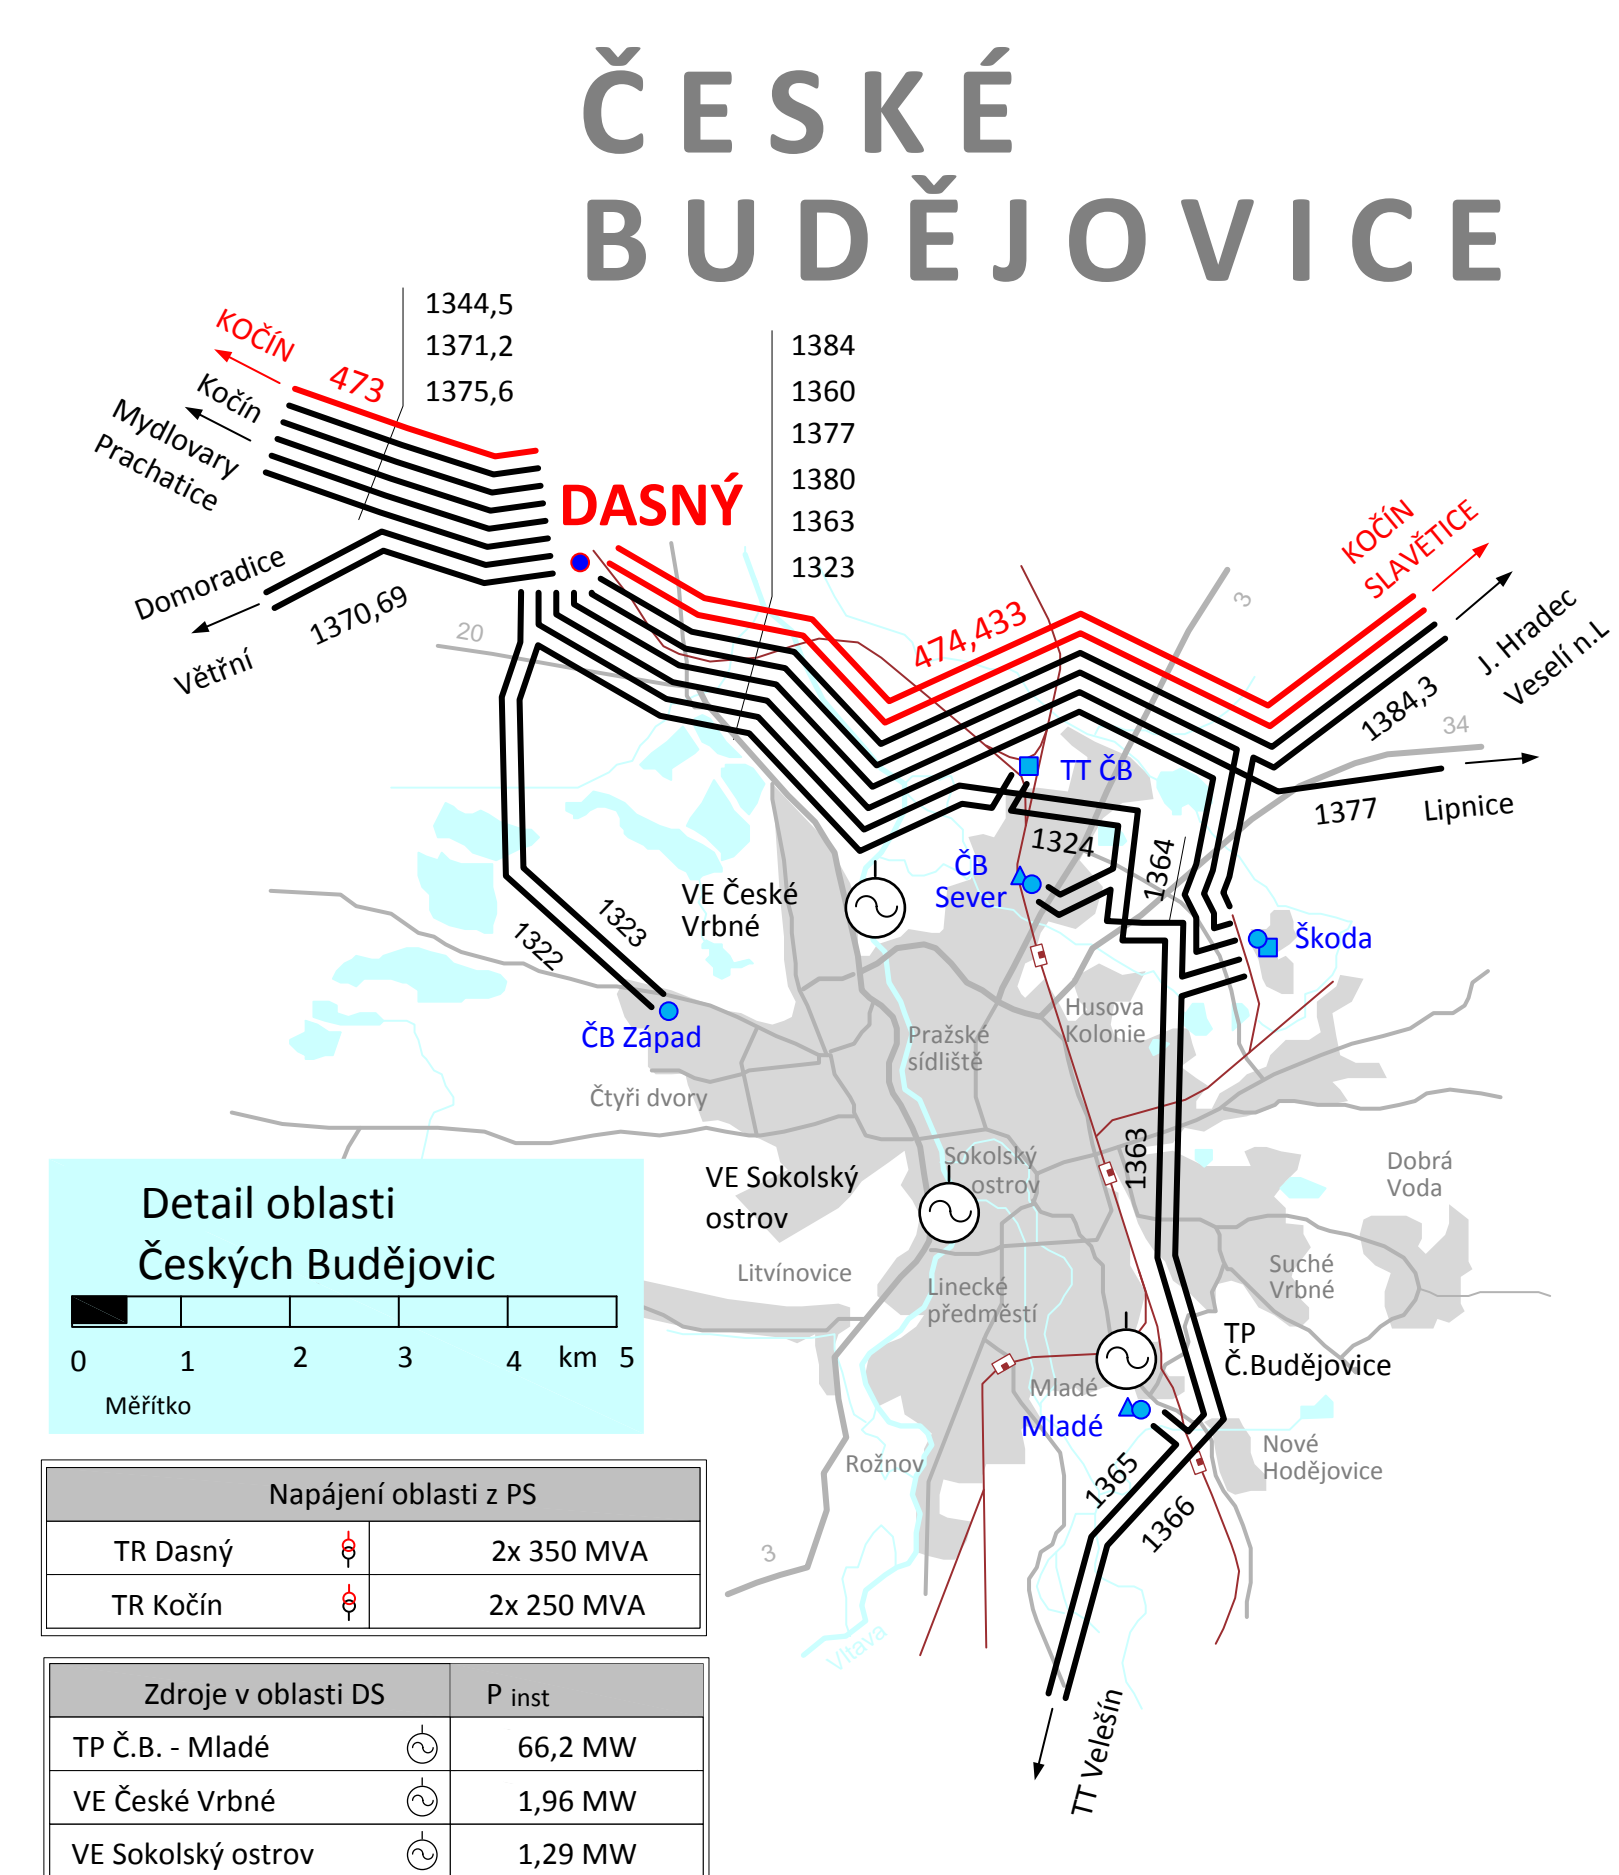 ČESKÉ
BUDĚJOVICE
1344,5
1371,2
1375,6
1384
1360
1377
1380
1363
1323
KOČÍN
473
Kočín
Mydlovary
Prachatice
DASNÝ
Domoradice
1370,69
Větřní
20
474,433
3
KOČÍN
SLAVĚTICE
J. Hradec
Veselí n.L
1384,3
34
1377
Lipnice
TT ČB
1324
1364
ČB
Sever
VE České
Vrbné
Škoda
1323
1322
ČB Západ
Husova
Kolonie
Pražské
sídliště
Čtyři dvory
1363
Sokolský
ostrov
VE Sokolský
ostrov
Dobrá
Voda
Suché
Vrbné
Litvínovice
Linecké
předměstí
TP
Č.Budějovice
Mladé
Mladé
Nové
Hodějovice
Rožnov
1365
1366
3
Vltava
TT Velešín
Detail oblasti
Českých Budějovic
0 1 2 3 4 km 5
Měřítko
Napájení oblasti z PS
TR Dasný 2x 350 MVA
TR Kočín 2x 250 MVA
Zdroje v oblasti DS P inst
TP Č.B. - Mladé 66,2 MW
VE České Vrbné 1,96 MW
VE Sokolský ostrov 1,29 MW